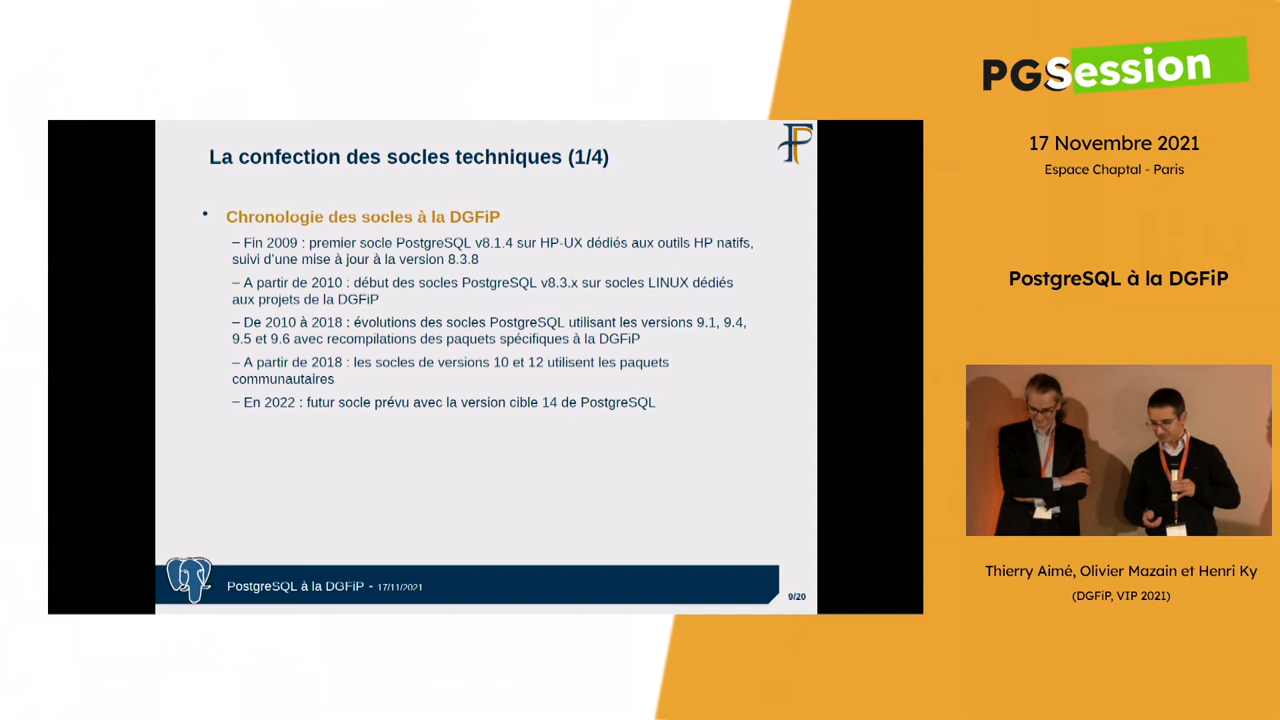 La confection des socles techniques (1/4)
• Chronologie des socles à la DGFiP
– Fin 2009 : premier socle PostgreSQL v8.1.4 sur HP-UX dédiés aux outils HP natifs,
suivi d'une mise à jour à la version 8.3.8
– A partir de 2010 : début des socles PostgreSQL v8.3.x sur socles LINUX dédiés
aux projets de la DGFiP
– De 2010 à 2018 : évolutions des socles PostgreSQL utilisant les versions 9.1, 9.4,
9.5 et 9.6 avec recompilations des paquets spécifiques à la DGFiP
– A partir de 2018 : les socles de versions 10 et 12 utilisent les paquets
communautaires
– En 2022 : futur socle prévu avec la version cible 14 de PostgreSQL
PostgreSQL à la DGFiP - 17/11/2021
9/20
PGSession
17 Novembre 2021
Espace Chaptal - Paris
PostgreSQL à la DGFiP
Thierry Aimé, Olivier Mazain et Henri Ky
(DGFiP, VIP 2021)